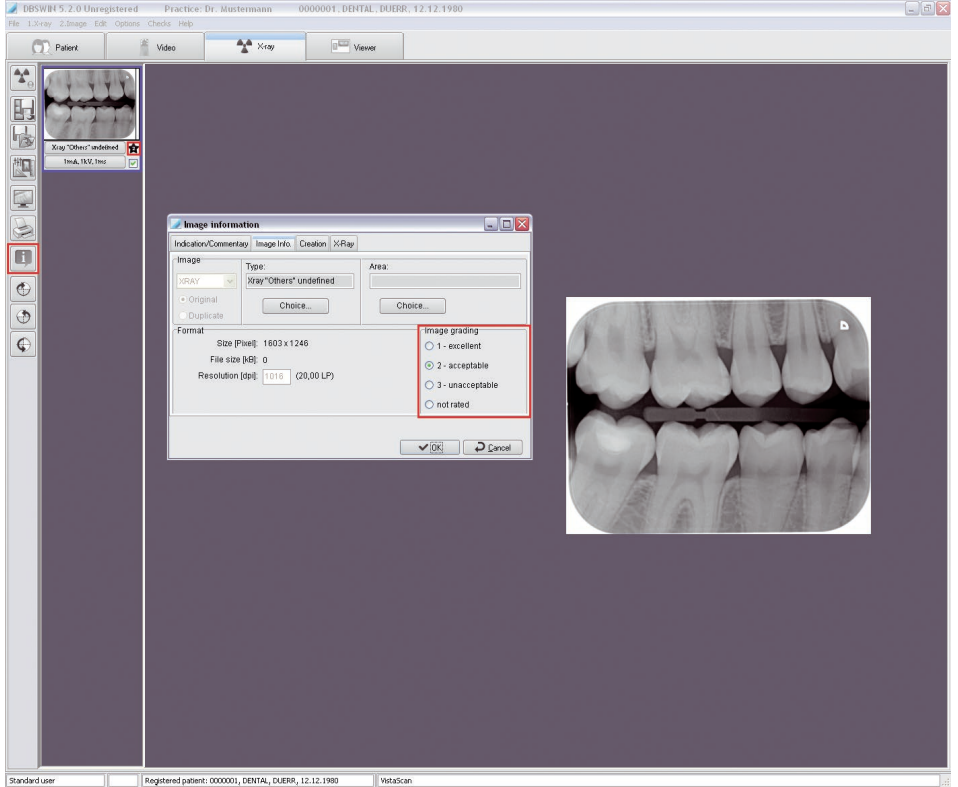 DBSWIN 5.2.0 Unregistered Practice: Dr. Mustermann 0000001, DENTAL, DUERR, 12.12.1980
File 1.X-ray 2.Image Edit Options Checks Help
Patient Video X-ray Viewer
Xray "Others" undefined
2
1mA, 1kV, 1ms
Image information
Indication/Commentary Image Info. Creation X-Ray
Image
Type: Area:
XRAY Xray "Others" undefined
Original
Choice... Choice...
Duplicate
Format
Image grading
Size [Pixel]: 1603 x 1246
1 - excellent
File size [kB]: 0
2 - acceptable
Resolution [dpi]: 1016 (20,00 LP)
3 - unacceptable
not rated
OK Cancel
Standard user Registered patient: 0000001, DENTAL, DUERR, 12.12.1980 VistaScan